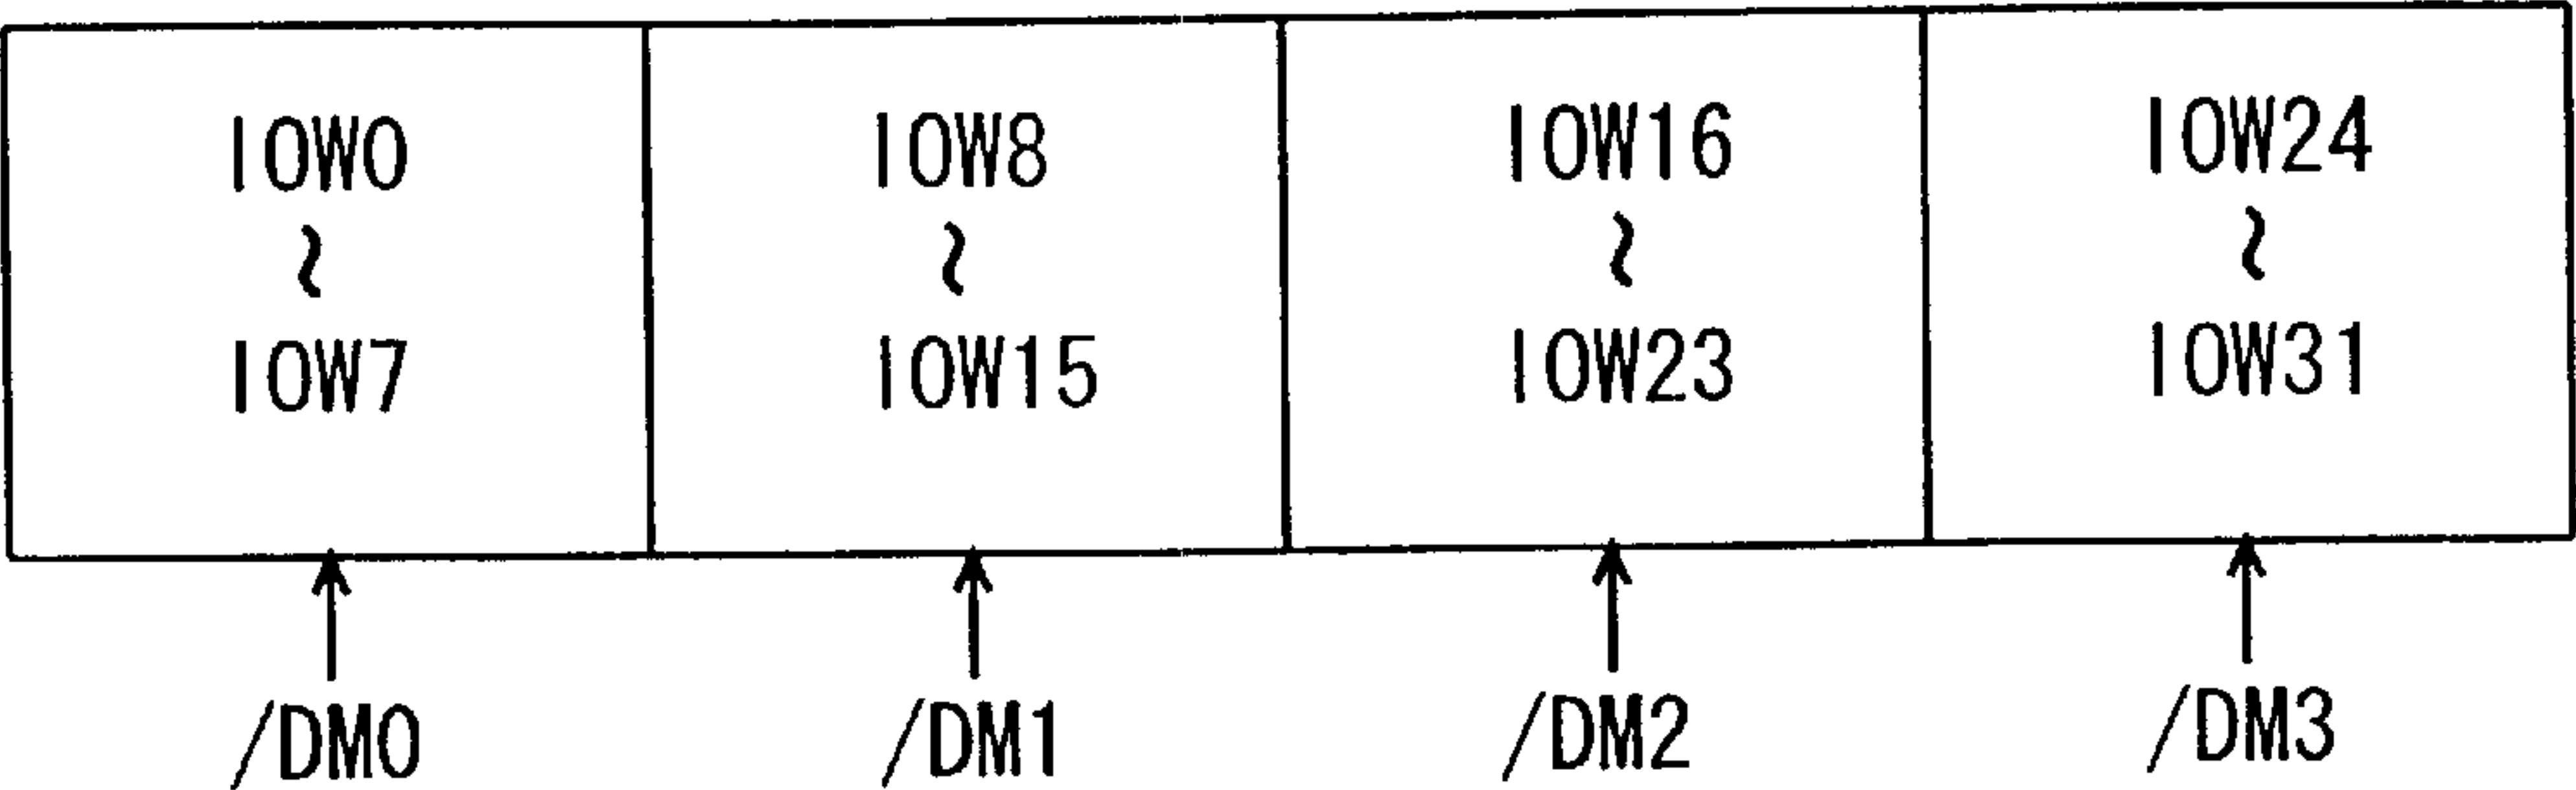 IOW0
~
IOW7
IOW8
~
IOW15
IOW16
~
IOW23
IOW24
~
IOW31
/DM0
/DM1
/DM2
/DM3